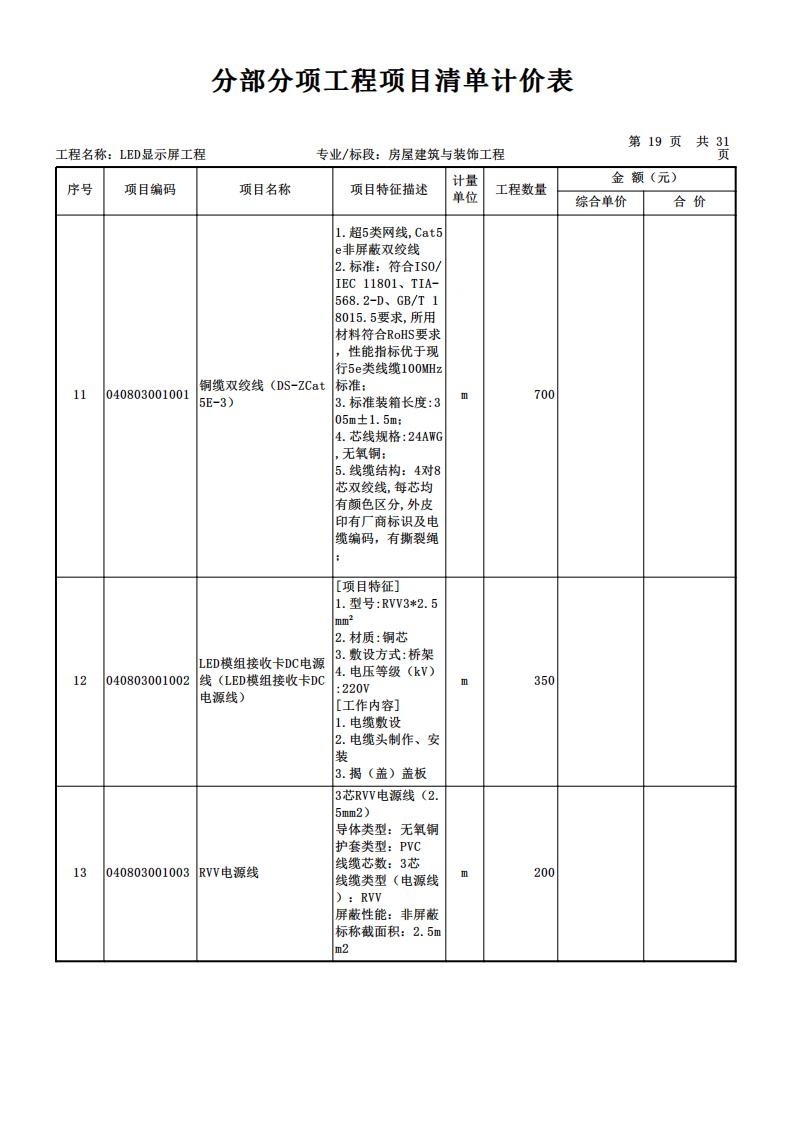 分部分项工程项目清单计价表
第 19 页 共 31
页
工程名称: LED显示屏工程 专业/标段: 房屋建筑与装饰工程
序号 项目编码 项目名称 项目特征描述 计量
单位 工程数量 金 额（元）
综合单价 合 价
11 040803001001 铜缆双绞线（DS-ZCat
5E-3）
1.超5类网线,Cat5
e非屏蔽双绞线
2.标准: 符合ISO/
IEC 11801、TIA-
568.2-D、GB/T 1
8015.5要求,所用
材料符合RoHS要求
，性能指标优于现
行5e类线缆100MHz
标准;
3.标准装箱长度:3
05m±1.5m;
4.芯线规格:24AWG
,无氧铜;
5.线缆结构: 4对8
芯双绞线,每芯均
有颜色区分,外皮
印有厂商标识及电
缆编码，有撕裂绳
;
m 700
12 040803001002 LED模组接收卡DC电源
线（LED模组接收卡DC
电源线）
[项目特征]
1.型号:RVV3*2.5
mm²
2.材质:铜芯
3.敷设方式:桥架
4.电压等级（kV）
:220V
[工作内容]
1.电缆敷设
2.电缆头制作、安
装
3.揭（盖）盖板
m 350
13 040803001003 RVV电源线
3芯RVV电源线（2.
5mm2）
导体类型: 无氧铜
护套类型: PVC
线缆芯数: 3芯
线缆类型（电源线
）: RVV
屏蔽性能: 非屏蔽
标称截面积: 2.5m
m2
m 200